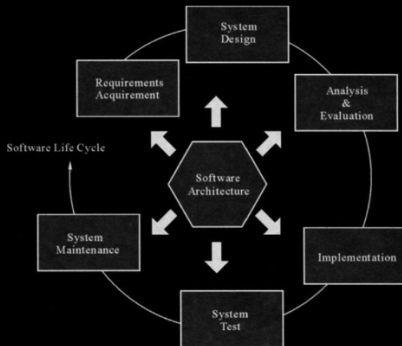 System
Design
Requirements
Acquirement
Analysis
&
Evaluation
Software Life Cycle
Software
Architecture
System
Maintenance
Implementation
System
Test